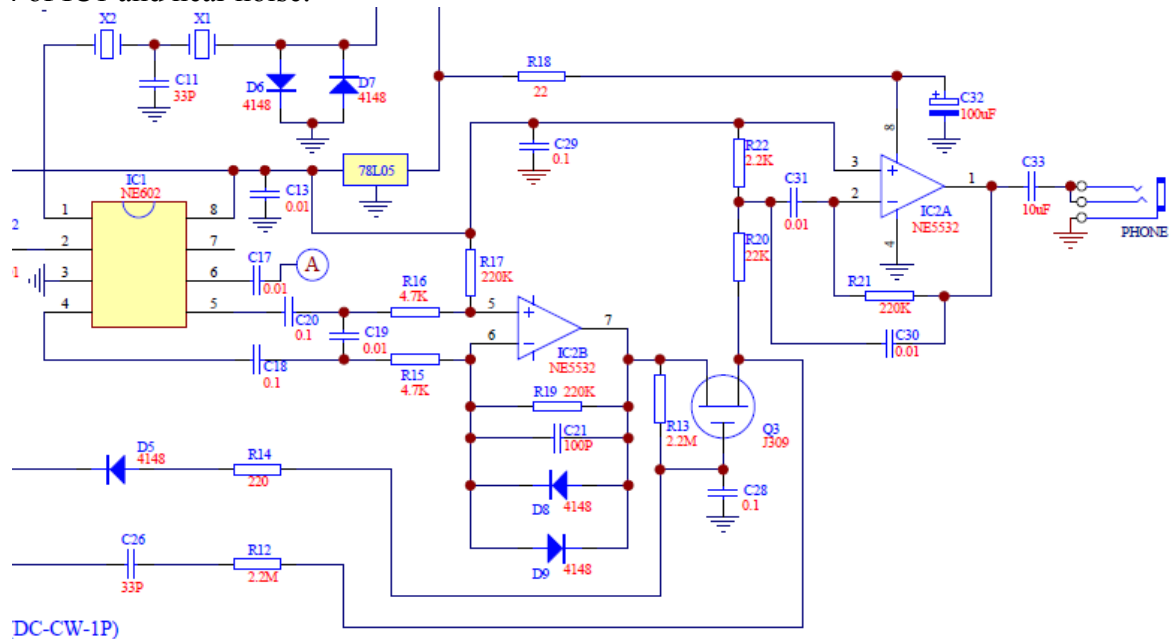 X2
X1
C11
33P
D6
4148
D7
4148
R18
22
C32
100uF
8
C29
0.1
R22
2.2K
78L05
C13
0.01
IC1
NE602
1
8
2
7
3
6
4
5
C17
0.01
A
C31
0.01
3
2
1
4
IC2A
NE5532
C33
10uF
PHONE
R17
220K
R20
22K
R16
4.7K
C20
0.1
C19
0.01
R21
220K
C30
0.01
5
6
7
IC2B
NE5532
C18
0.1
R15
4.7K
R19 220K
C21
100P
R13
2.2M
Q3
J309
D5
4148
R14
220
D8
4148
C28
0.1
D9
4148
C26
33P
R12
2.2M
DC-CW-1P)